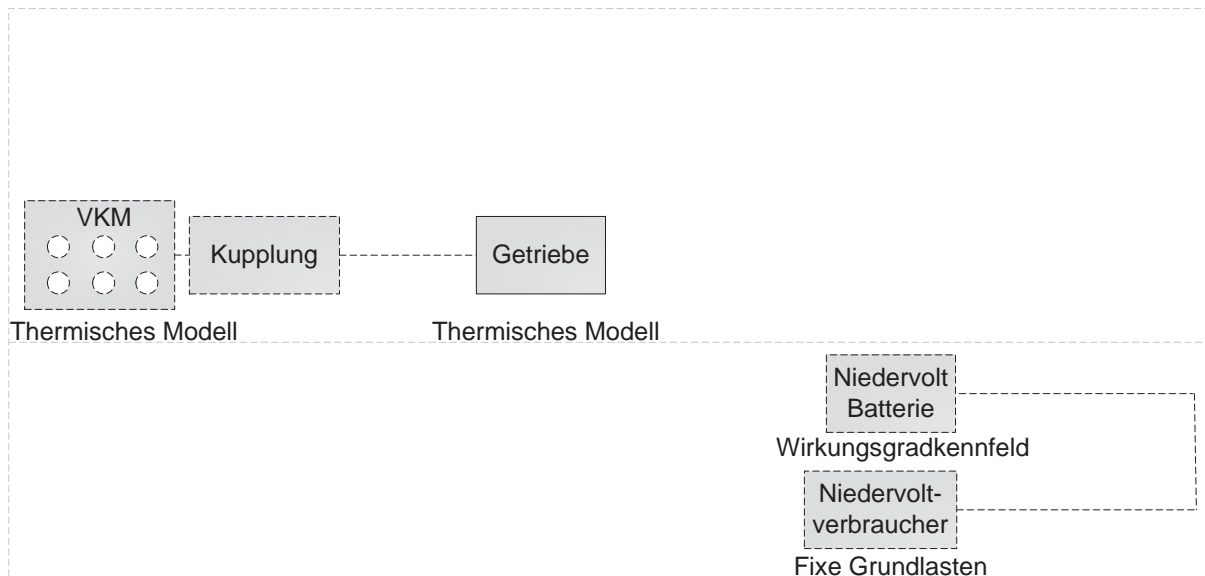 VKM
Kupplung
Getriebe
Thermisches Modell
Thermisches Modell
Niedervolt
Batterie
Wirkungsgradkennfeld
Niedervolt-
verbraucher
Fixe Grundlasten